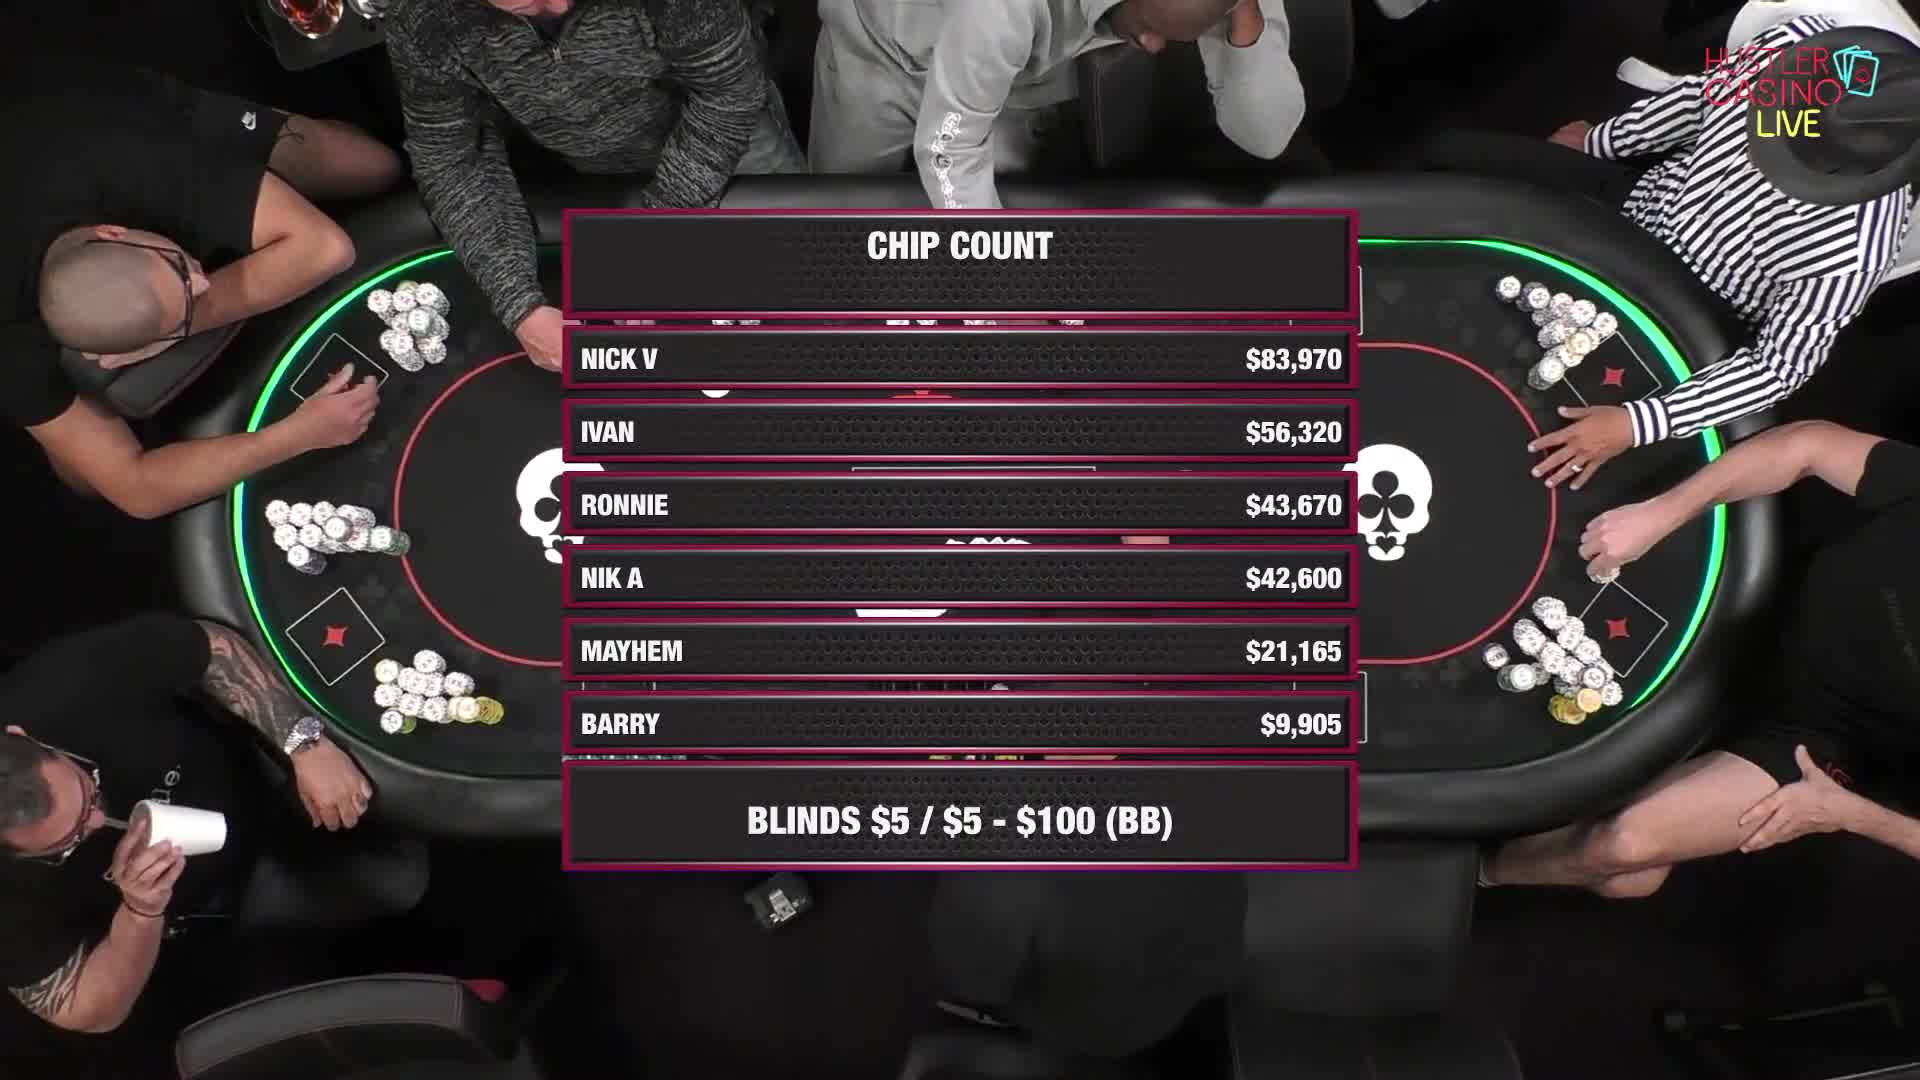 HUSTLER
CASINO
LIVE
CHIP COUNT
NICK V $83,970
IVAN $56,320
RONNIE $43,670
NIK A $42,600
MAYHEM $21,165
BARRY $9,905
BLINDS $5 / $5 - $100 (BB)